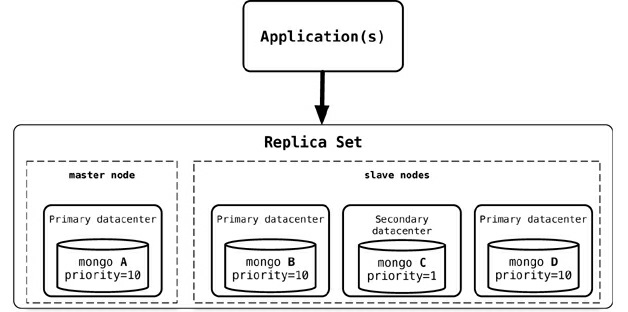 Application(s)
Replica Set
master node
slave nodes
Primary datacenter
mongo A
priority=10
Primary datacenter
mongo B
priority=10
Secondary
datacenter
mongo C
priority=1
Primary datacenter
mongo D
priority=10